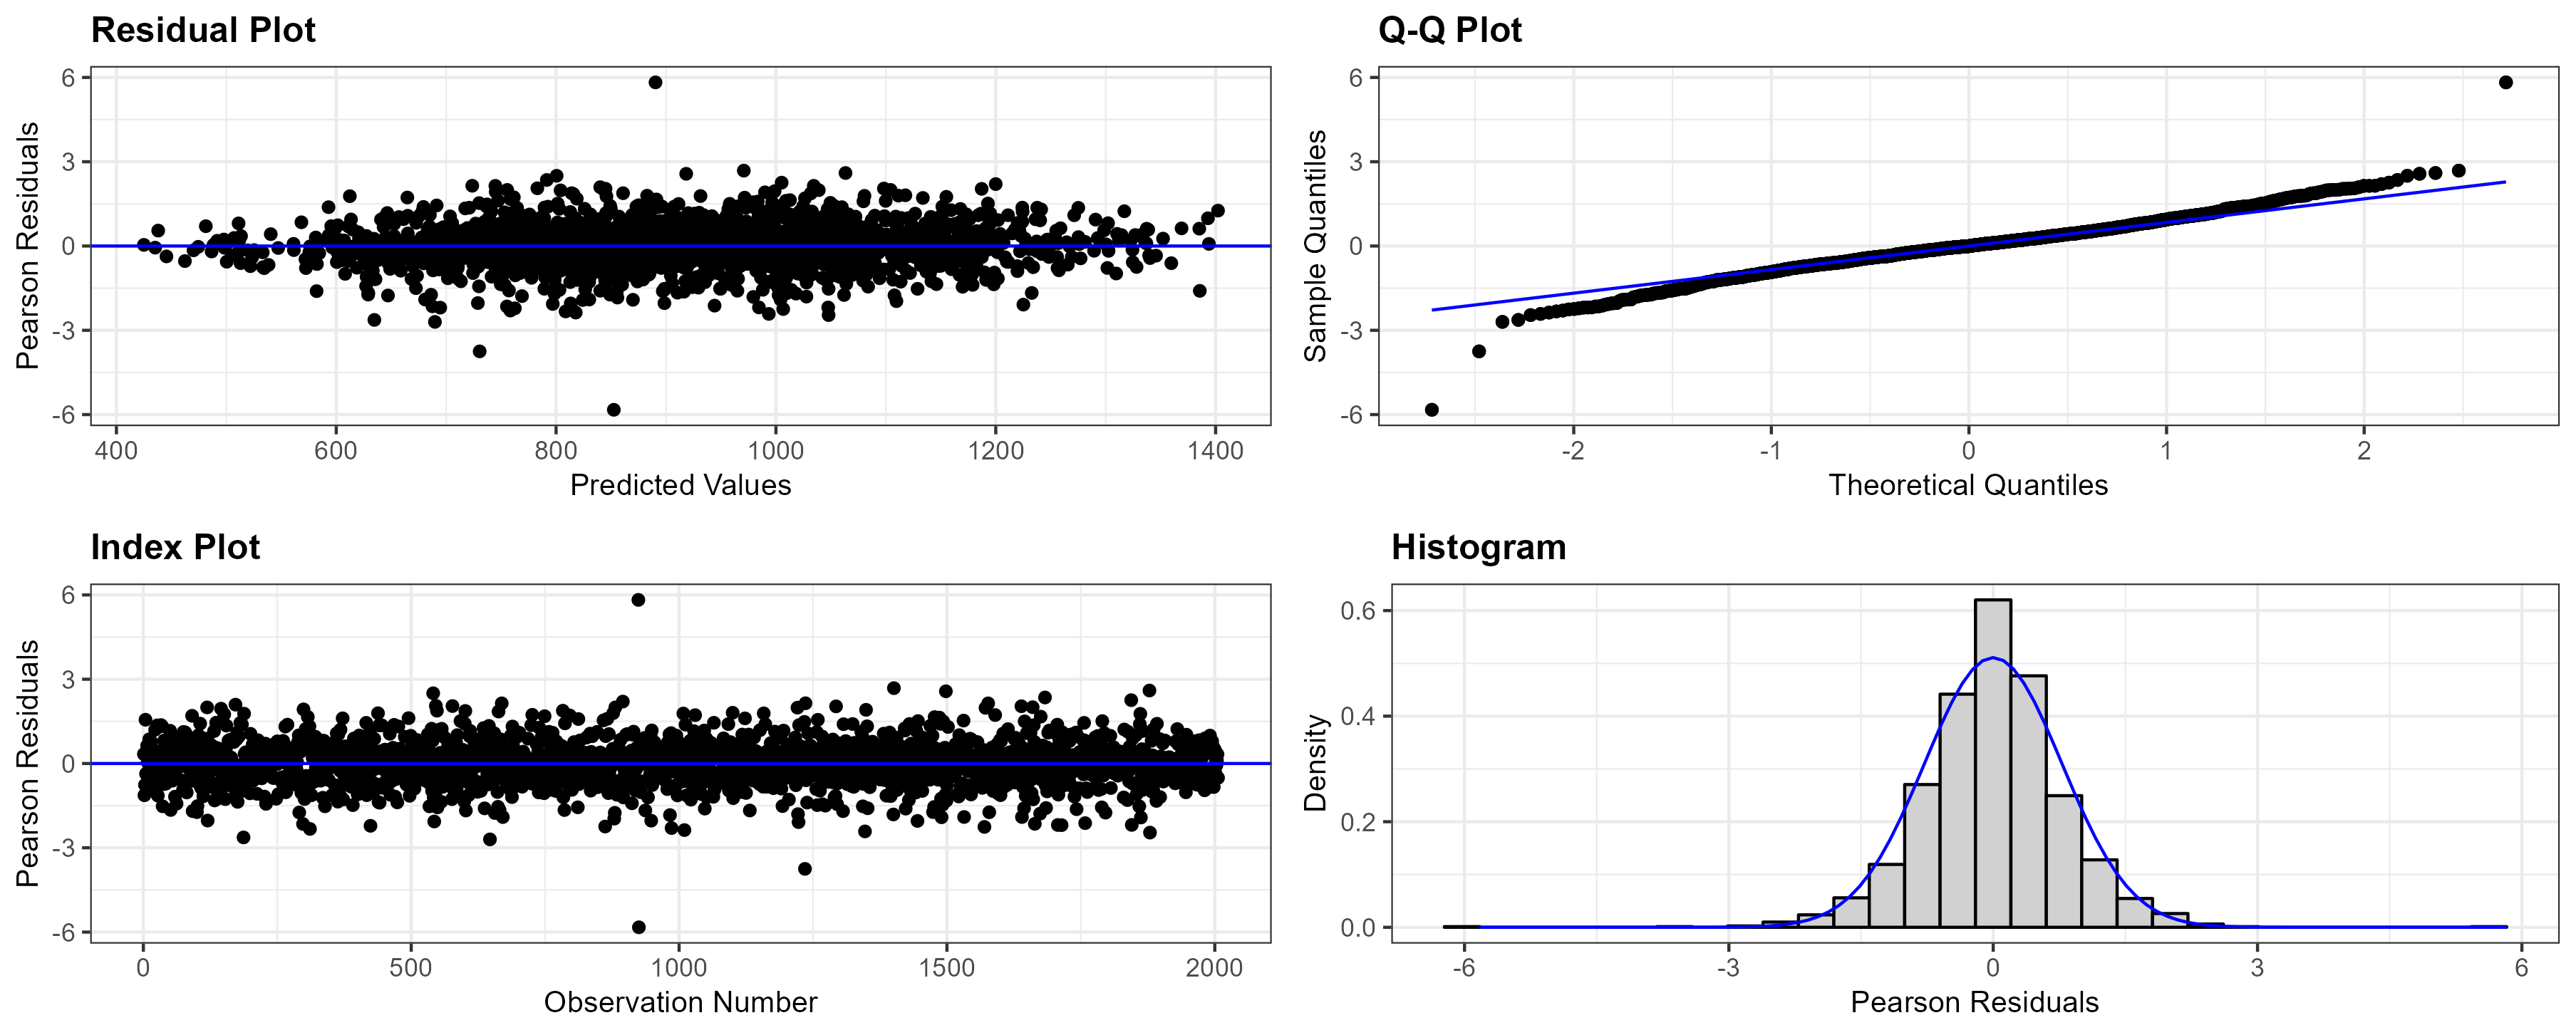 Residual Plot
Pearson Residuals
6
3
0
-3
-6
400 600 800 1000 1200 1400
Predicted Values
Q-Q Plot
Sample Quantiles
6
3
0
-3
-6
-2 -1 0 1 2
Theoretical Quantiles
Index Plot
Pearson Residuals
6
3
0
-3
-6
0 500 1000 1500 2000
Observation Number
Histogram
Density
0.6
0.4
0.2
0.0
-6 -3 0 3 6
Pearson Residuals